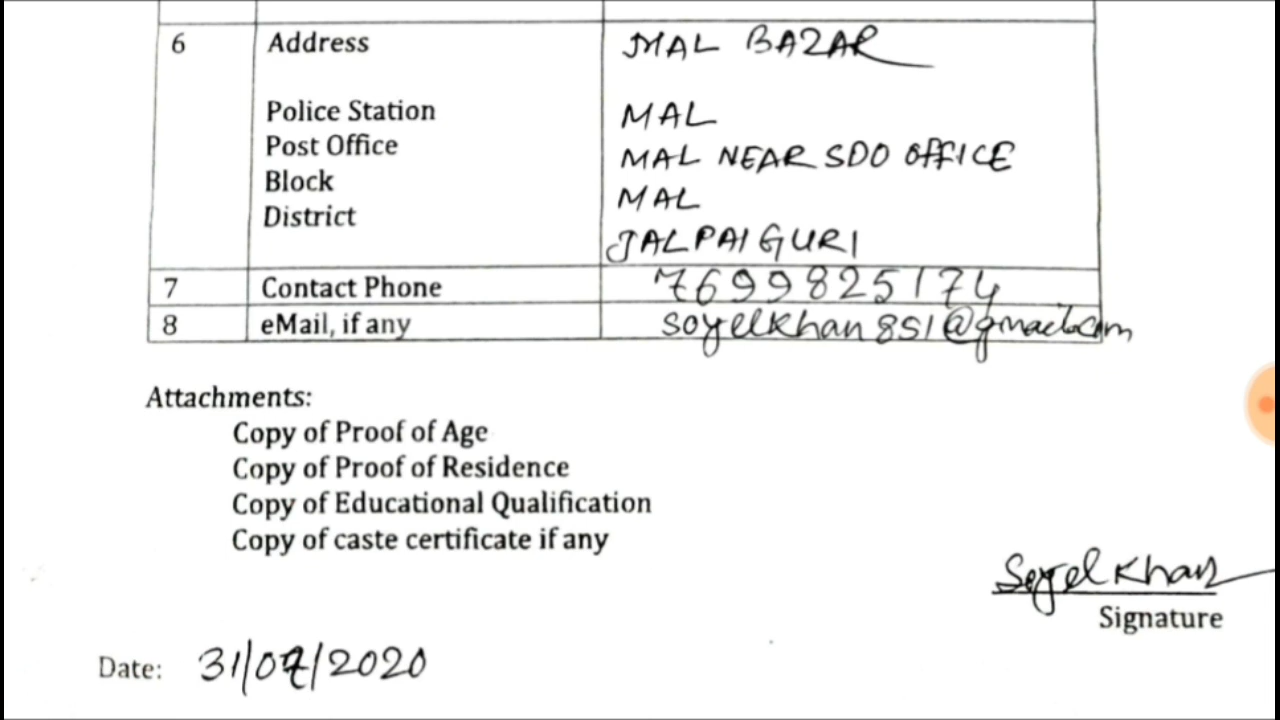 6 Address MAL BAZAR
Police Station MAL
Post Office MAL NEAR SDO OFFICE
Block MAL
District JALPAIGURI
7 Contact Phone 7699825174
8 eMail, if any soyelkhan851@gmail.com
Attachments:
Copy of Proof of Age
Copy of Proof of Residence
Copy of Educational Qualification
Copy of caste certificate if any
Soyel Khan
Signature
Date: 31/07/2020